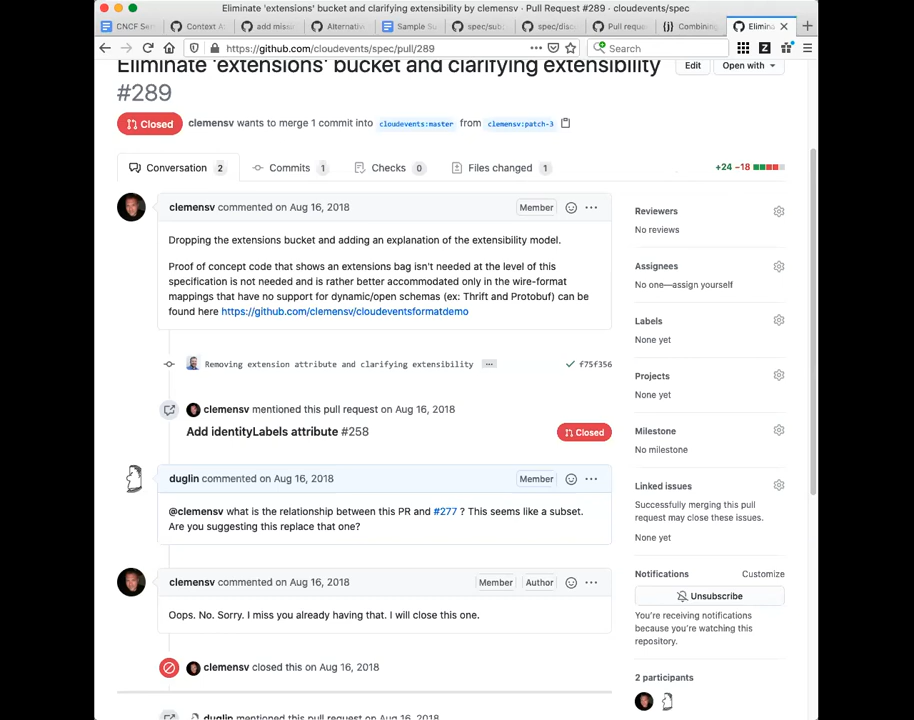 Eliminate 'extensions' bucket and clarifying extensibility by clemensv · Pull Request #289 · cloudevents/spec
CNCF Ser
Context A
add misse
Alternativ
Sample Su
spec/sub
spec/disc
Pull reque
Combining
Elimina
https://github.com/cloudevents/spec/pull/289
Search
Eliminate 'extensions' bucket and clarifying extensibility
Edit
Open with
#289
Closed
clemensv wants to merge 1 commit into cloudevents:master from clemensv:patch-3
Conversation 2
Commits 1
Checks 0
Files changed 1
+24 −18
clemensv commented on Aug 16, 2018
Member
Dropping the extensions bucket and adding an explanation of the extensibility model.
Proof of concept code that shows an extensions bag isn't needed at the level of this
specification is not needed and is rather better accommodated only in the wire-format
mappings that have no support for dynamic/open schemas (ex: Thrift and Protobuf) can be
found here https://github.com/clemensv/cloudeventsformatdemo
Removing extension attribute and clarifying extensibility ...
f75f356
clemensv mentioned this pull request on Aug 16, 2018
Add identityLabels attribute #258
Closed
duglin commented on Aug 16, 2018
Member
@clemensv what is the relationship between this PR and #277 ? This seems like a subset.
Are you suggesting this replace that one?
clemensv commented on Aug 16, 2018
Member
Author
Oops. No. Sorry. I miss you already having that. I will close this one.
clemensv closed this on Aug 16, 2018
duglin mentioned this pull request on Aug 16, 2018
Reviewers
No reviews
Assignees
No one—assign yourself
Labels
None yet
Projects
None yet
Milestone
No milestone
Linked issues
Successfully merging this pull
request may close these issues.
None yet
Notifications
Customize
Unsubscribe
You're receiving notifications
because you're watching this
repository.
2 participants